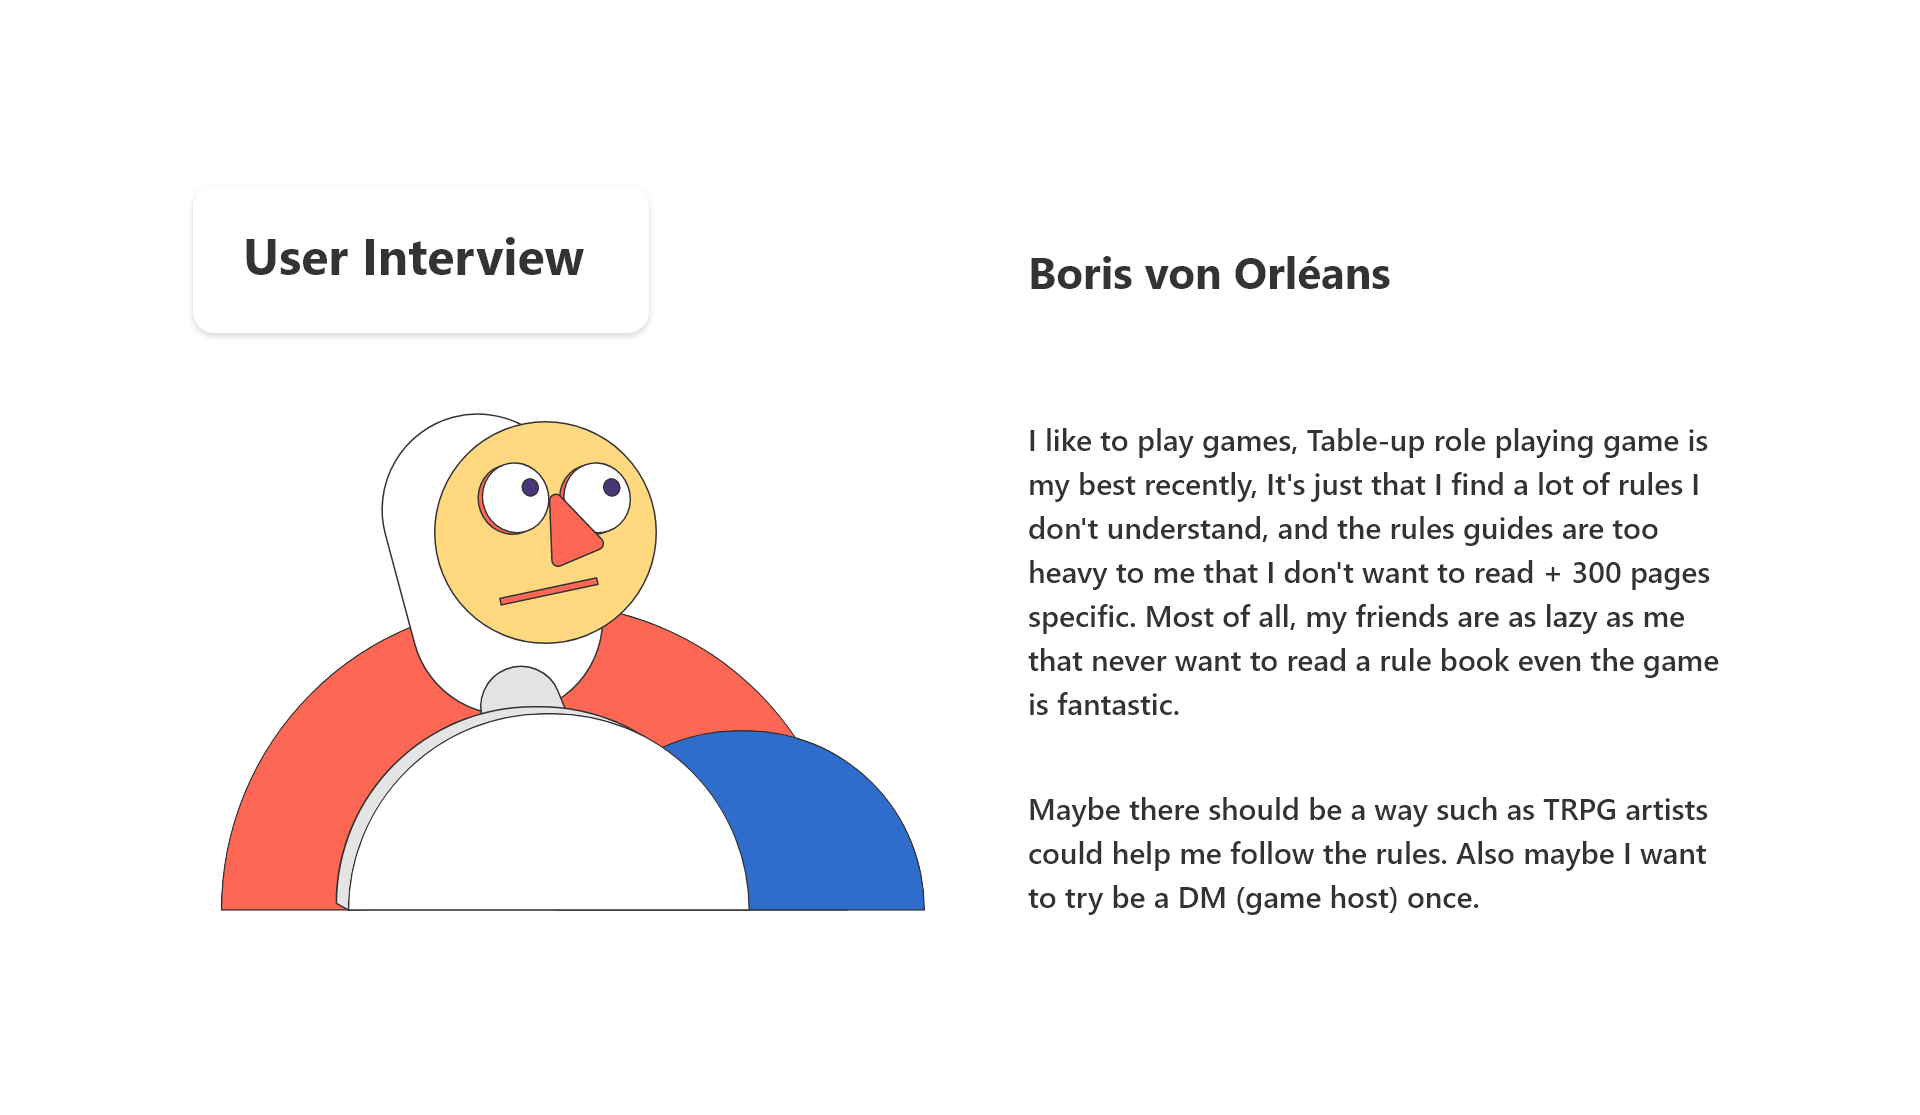 User Interview
Boris von Orléans
I like to play games, Table-up role playing game is
my best recently, It's just that I find a lot of rules I
don't understand, and the rules guides are too
heavy to me that I don't want to read + 300 pages
specific. Most of all, my friends are as lazy as me
that never want to read a rule book even the game
is fantastic.
Maybe there should be a way such as TRPG artists
could help me follow the rules. Also maybe I want
to try be a DM (game host) once.